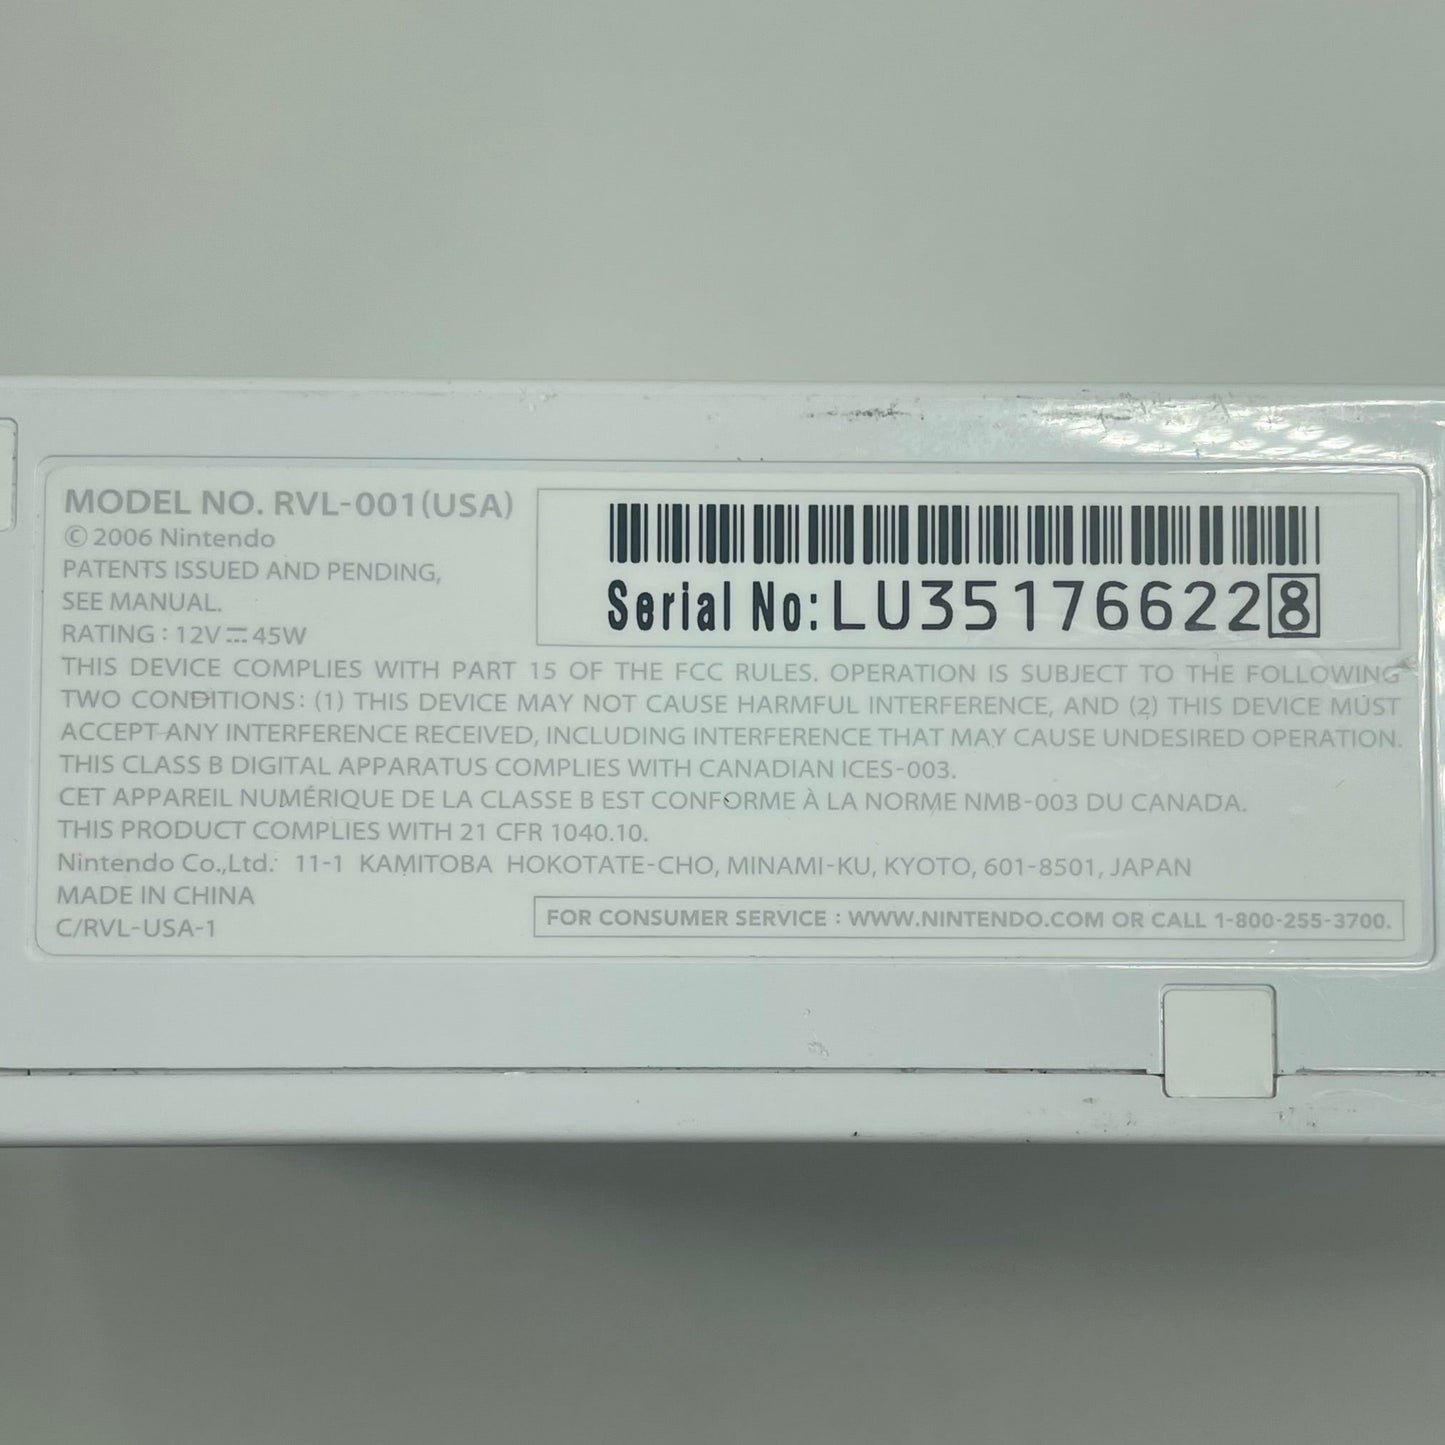 MODEL NO. RVL-001(USA)
© 2006 Nintendo
PATENTS ISSUED AND PENDING,
SEE MANUAL.
RATING : 12V⎓45W
Serial No:LU351766228
THIS DEVICE COMPLIES WITH PART 15 OF THE FCC RULES. OPERATION IS SUBJECT TO THE FOLLOWING
TWO CONDITIONS: (1) THIS DEVICE MAY NOT CAUSE HARMFUL INTERFERENCE, AND (2) THIS DEVICE MUST
ACCEPT ANY INTERFERENCE RECEIVED, INCLUDING INTERFERENCE THAT MAY CAUSE UNDESIRED OPERATION.
THIS CLASS B DIGITAL APPARATUS COMPLIES WITH CANADIAN ICES-003.
CET APPAREIL NUMÉRIQUE DE LA CLASSE B EST CONFORME À LA NORME NMB-003 DU CANADA.
THIS PRODUCT COMPLIES WITH 21 CFR 1040.10.
Nintendo Co.,Ltd. 11-1 KAMITOBA HOKOTATE-CHO, MINAMI-KU, KYOTO, 601-8501, JAPAN
MADE IN CHINA
C/RVL-USA-1
FOR CONSUMER SERVICE : WWW.NINTENDO.COM OR CALL 1-800-255-3700.